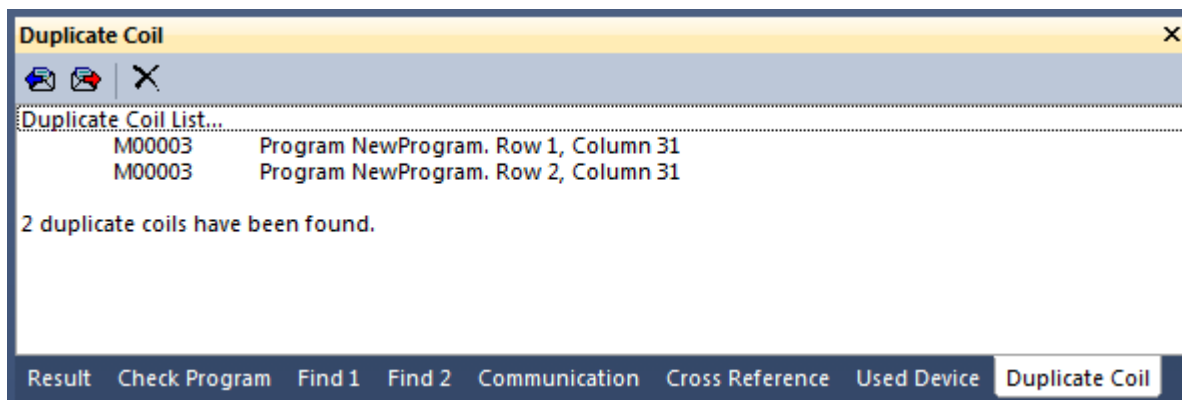 Duplicate Coil
Duplicate Coil List...
M00003 Program NewProgram. Row 1, Column 31
M00003 Program NewProgram. Row 2, Column 31
2 duplicate coils have been found.
Result Check Program Find 1 Find 2 Communication Cross Reference Used Device Duplicate Coil